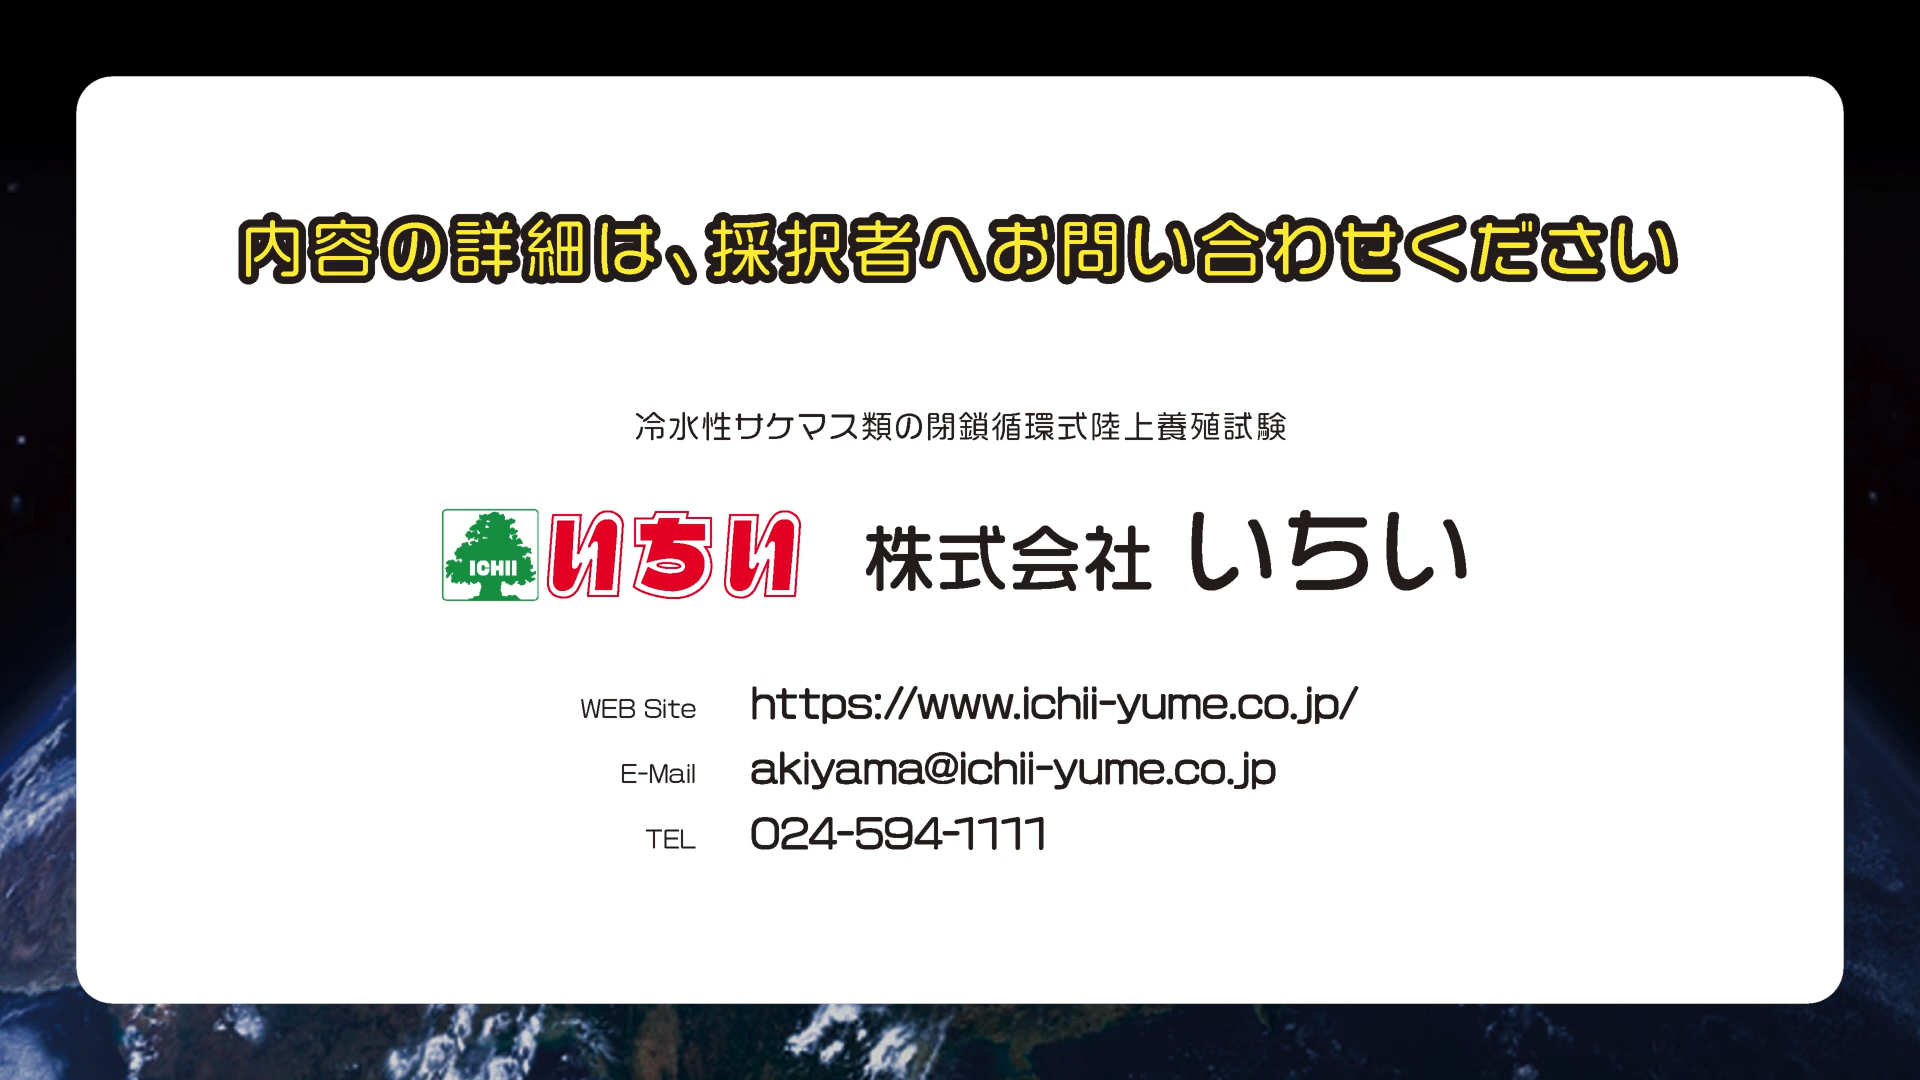 内容の詳細は、採択者へお問い合わせください
冷水性サケマス類の閉鎖循環式陸上養殖試験
ICHII いちい 株式会社 いちい
WEB Site https://www.ichii-yume.co.jp/
E-Mail akiyama@ichii-yume.co.jp
TEL 024-594-1111